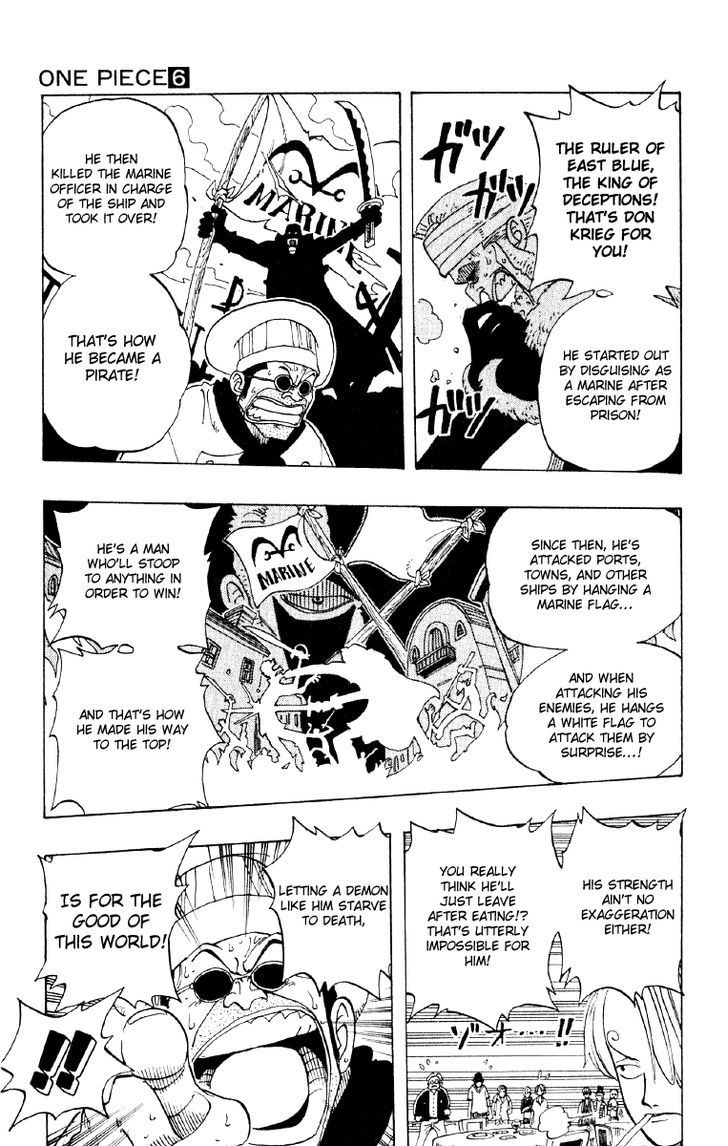 ONE PIECE 6
THE RULER OF
EAST BLUE,
THE KING OF
DECEPTIONS!
THAT'S DON
KRIEG FOR
YOU!
ガツ
ガツ
ガツ
HE STARTED OUT
BY DISGUISING AS
A MARINE AFTER
ESCAPING FROM
PRISON!
HE THEN
KILLED THE MARINE
OFFICER IN CHARGE
OF THE SHIP AND
TOOK IT OVER!
MARINE
THAT'S HOW
HE BECAME A
PIRATE!
SINCE THEN, HE'S
ATTACKED PORTS,
TOWNS, AND OTHER
SHIPS BY HANGING A
MARINE FLAG...
AND WHEN
ATTACKING HIS
ENEMIES, HE HANGS
A WHITE FLAG TO
ATTACK THEM BY
SURPRISE...!
MARINE
HE'S A MAN
WHO'LL STOOP
TO ANYTHING IN
ORDER TO WIN!
AND THAT'S HOW
HE MADE HIS WAY
TO THE TOP!
HIS STRENGTH
AIN'T NO
EXAGGERATION
EITHER!
YOU REALLY
THINK HE'LL
JUST LEAVE
AFTER EATING!?
THAT'S UTTERLY
IMPOSSIBLE FOR
HIM!
ゾオ…!!
LETTING A DEMON
LIKE HIM STARVE
TO DEATH,
IS FOR THE
GOOD OF
THIS WORLD!
!!